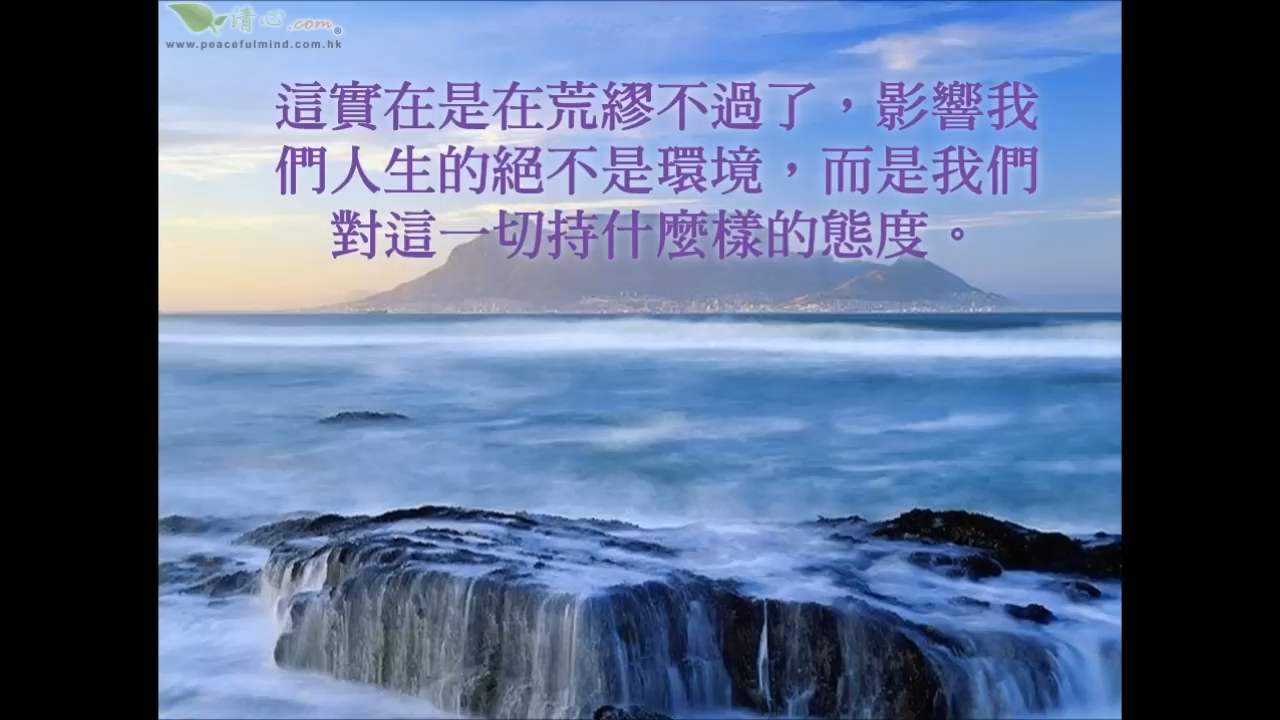 清心.com®
www.peacefulmind.com.hk
這實在是在荒繆不過了，影響我
們人生的絕不是環境，而是我們
對這一切持什麼樣的態度。